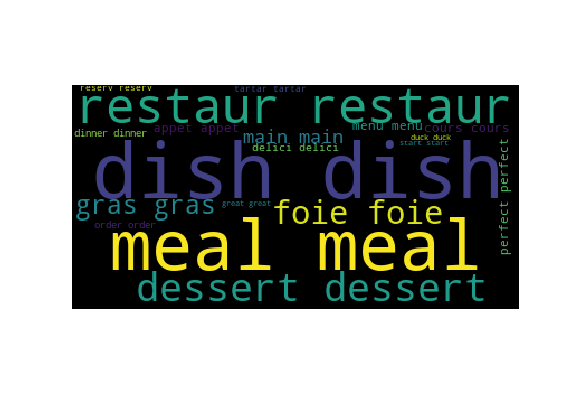 reserv reserv
tartar tartar
restaur restaur
dinner dinner
appet appet
main main
menu menu
cours cours
delici delici
duck duck
start start
dish dish
perfect perfect
gras gras
great great
foie foie
order order
meal meal
dessert dessert